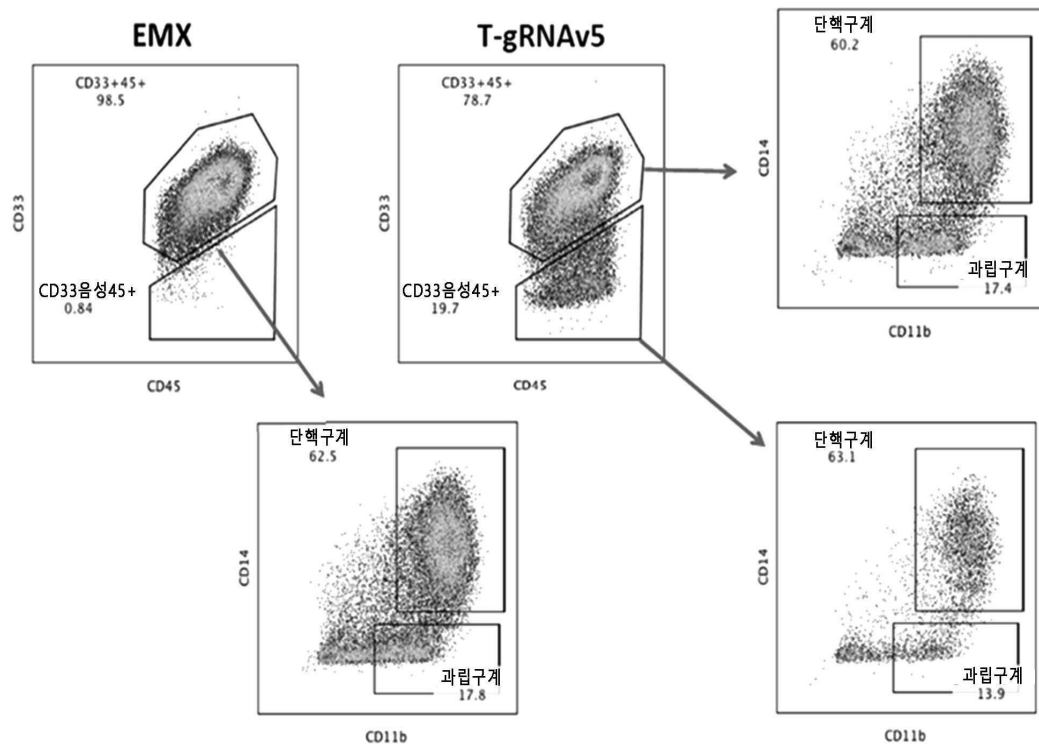 EMX
CD33+45+
98.5
CD33
CD33음성45+
0.84
CD45
T-gRNAv5
CD33+45+
78.7
CD33
CD33음성45+
19.7
CD45
단핵구계
60.2
CD14
과립구계
17.4
CD11b
단핵구계
62.5
CD14
과립구계
17.8
CD11b
단핵구계
63.1
CD14
과립구계
13.9
CD11b